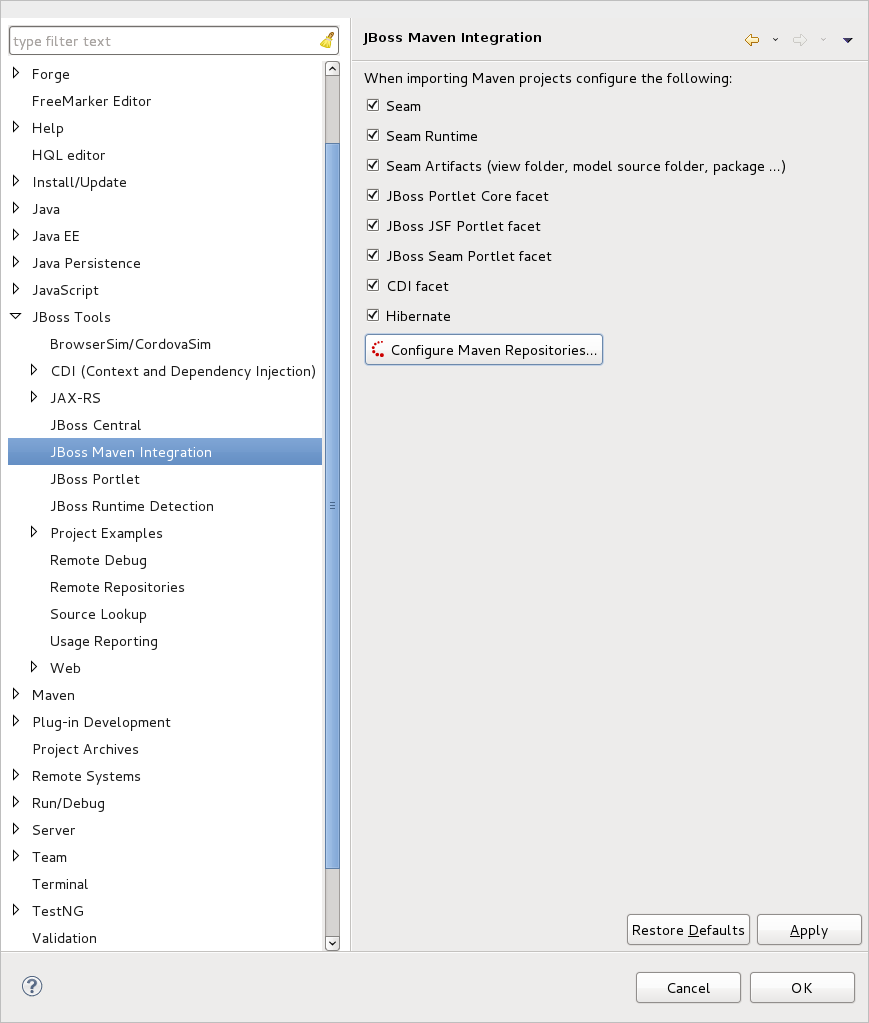 type filter text
Forge
FreeMarker Editor
Help
HQL editor
Install/Update
Java
Java EE
Java Persistence
JavaScript
JBoss Tools
BrowserSim/CordovaSim
CDI (Context and Dependency Injection)
JAX-RS
JBoss Central
JBoss Maven Integration
JBoss Portlet
JBoss Runtime Detection
Project Examples
Remote Debug
Remote Repositories
Source Lookup
Usage Reporting
Web
Maven
Plug-in Development
Project Archives
Remote Systems
Run/Debug
Server
Team
Terminal
TestNG
Validation
JBoss Maven Integration
When importing Maven projects configure the following:
Seam
Seam Runtime
Seam Artifacts (view folder, model source folder, package ...)
JBoss Portlet Core facet
JBoss JSF Portlet facet
JBoss Seam Portlet facet
CDI facet
Hibernate
Configure Maven Repositories...
Restore Defaults
Apply
?
Cancel
OK